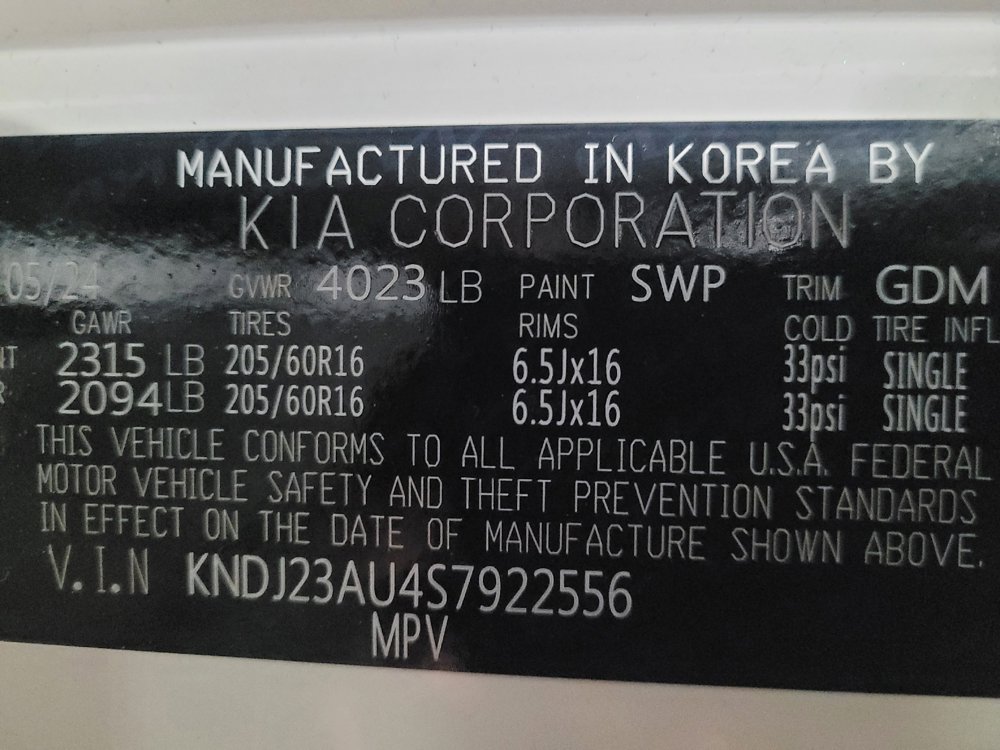 MANUFACTURED IN KOREA BY
KIA CORPORATION
05/24 GVWR 4023 LB PAINT SWP TRIM GDM
GAWR TIRES RIMS COLD TIRE INFL
NT 2315 LB 205/60R16 6.5Jx16 33psi SINGLE
R 2094 LB 205/60R16 6.5Jx16 33psi SINGLE
THIS VEHICLE CONFORMS TO ALL APPLICABLE U.S.A. FEDERAL
MOTOR VEHICLE SAFETY AND THEFT PREVENTION STANDARDS
IN EFFECT ON THE DATE OF MANUFACTURE SHOWN ABOVE.
V.I.N KNDJ23AU4S7922556
MPV